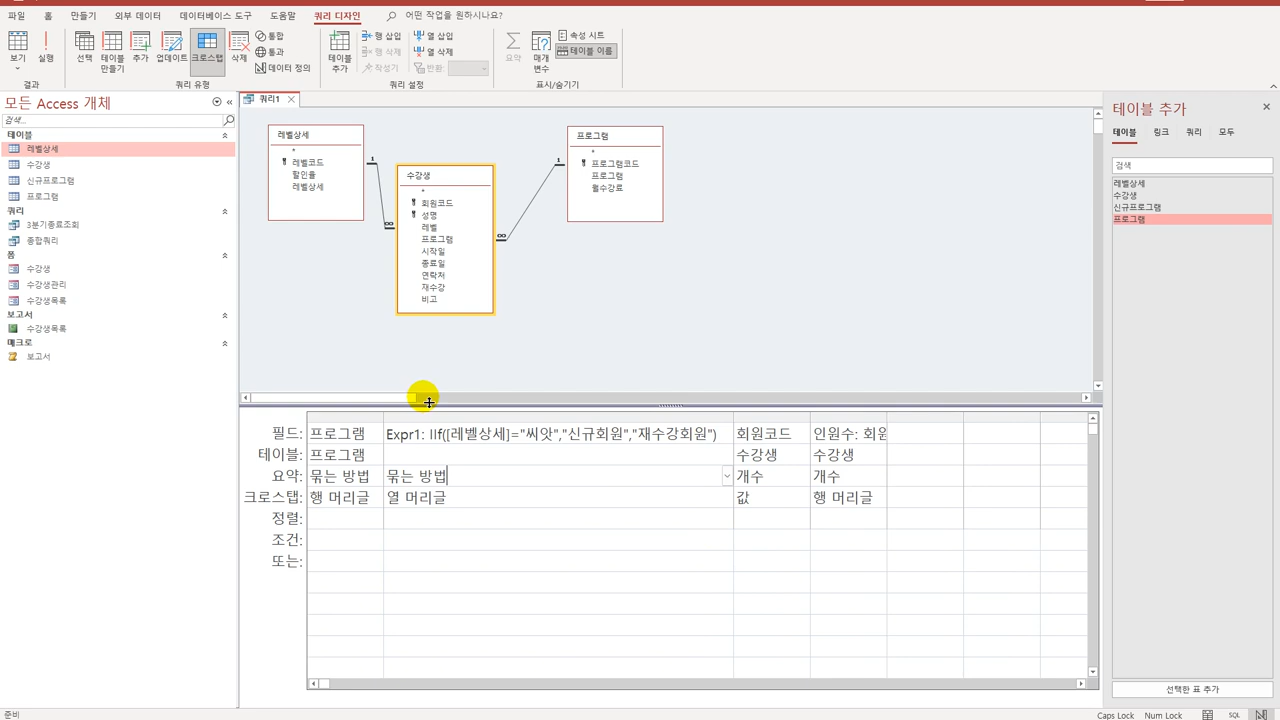 파일 홈 만들기 외부 데이터 데이터베이스 도구 도움말 쿼리 디자인 어떤 작업을 원하시나요?
보기 실행 선택 테이블 만들기 추가 업데이트 크로스탭 삭제 통합 통과 데이터 정의 테이블 추가 행 삽입 행 삭제 작성기 열 삽입 열 삭제 반환: 요약 매개 변수 속성 시트 테이블 이름
결과 쿼리 유형 쿼리 설정 표시/숨기기
모든 Access 개체
검색...
테이블
레벨상세
수강생
신규프로그램
프로그램
쿼리
3분기종료조회
종합쿼리
폼
수강생
수강생관리
수강생목록
보고서
수강생목록
매크로
보고서
쿼리1
레벨상세
*
레벨코드
할인율
레벨상세
1
∞
수강생
*
회원코드
성명
레벨
프로그램
시작일
종료일
연락처
재수강
비고
1
∞
프로그램
*
프로그램코드
프로그램
월수강료
필드: 프로그램 Expr1: IIf([레벨상세]="씨앗","신규회원","재수강회원") 회원코드 인원수: 회원
테이블: 프로그램 수강생 수강생
요약: 묶는 방법 묶는 방법 개수 개수
크로스탭: 행 머리글 열 머리글 값 행 머리글
정렬:
조건:
또는:
테이블 추가
테이블 링크 쿼리 모두
검색
레벨상세
수강생
신규프로그램
프로그램
선택한 표 추가
준비 Caps Lock Num Lock SQL